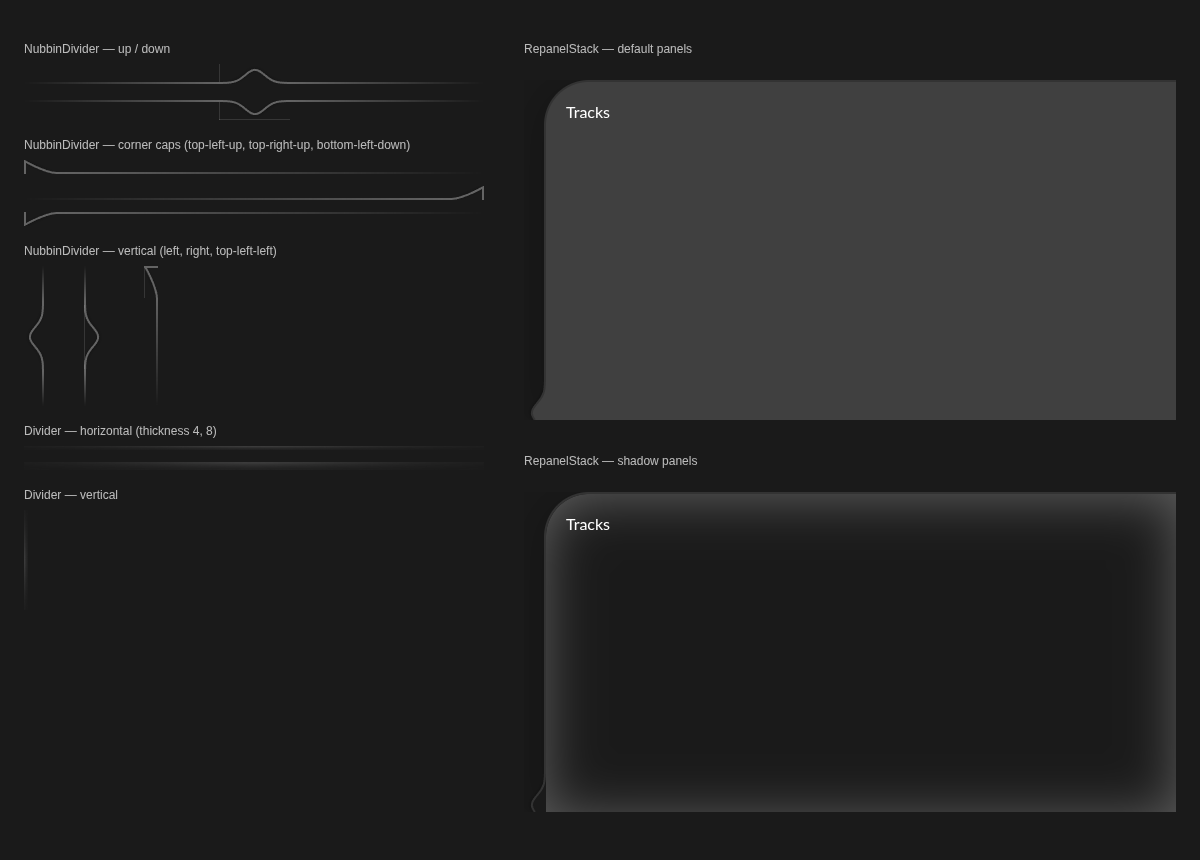 NubbinDivider — up / down
NubbinDivider — corner caps (top-left-up, top-right-up, bottom-left-down)
NubbinDivider — vertical (left, right, top-left-left)
Divider — horizontal (thickness 4, 8)
Divider — vertical
RepanelStack — default panels
Tracks
RepanelStack — shadow panels
Tracks